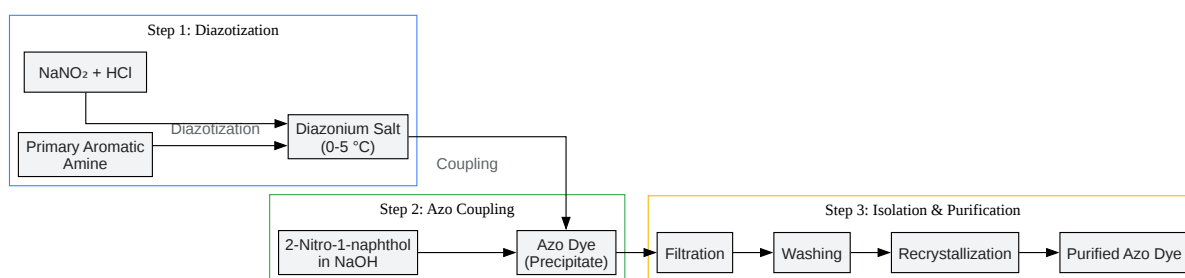 Step 1: Diazotization
NaNO₂ + HCl
Diazotization
Primary Aromatic
Amine
Diazonium Salt
(0-5 °C)
Coupling
Step 2: Azo Coupling
2-Nitro-1-naphthol
in NaOH
Azo Dye
(Precipitate)
Step 3: Isolation & Purification
Filtration
Washing
Recrystallization
Purified Azo Dye